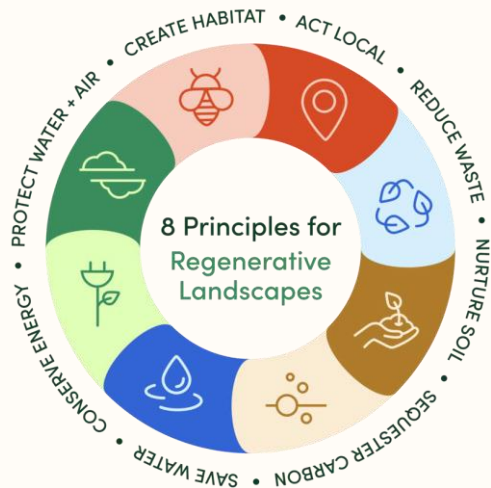 8 Principles for
Regenerative
Landscapes
ACT LOCAL •
REDUCE WASTE •
NURTURE SOIL •
SEQUESTER CARBON •
SAVE WATER •
CONSERVE ENERGY •
PROTECT WATER + AIR •
CREATE HABITAT •